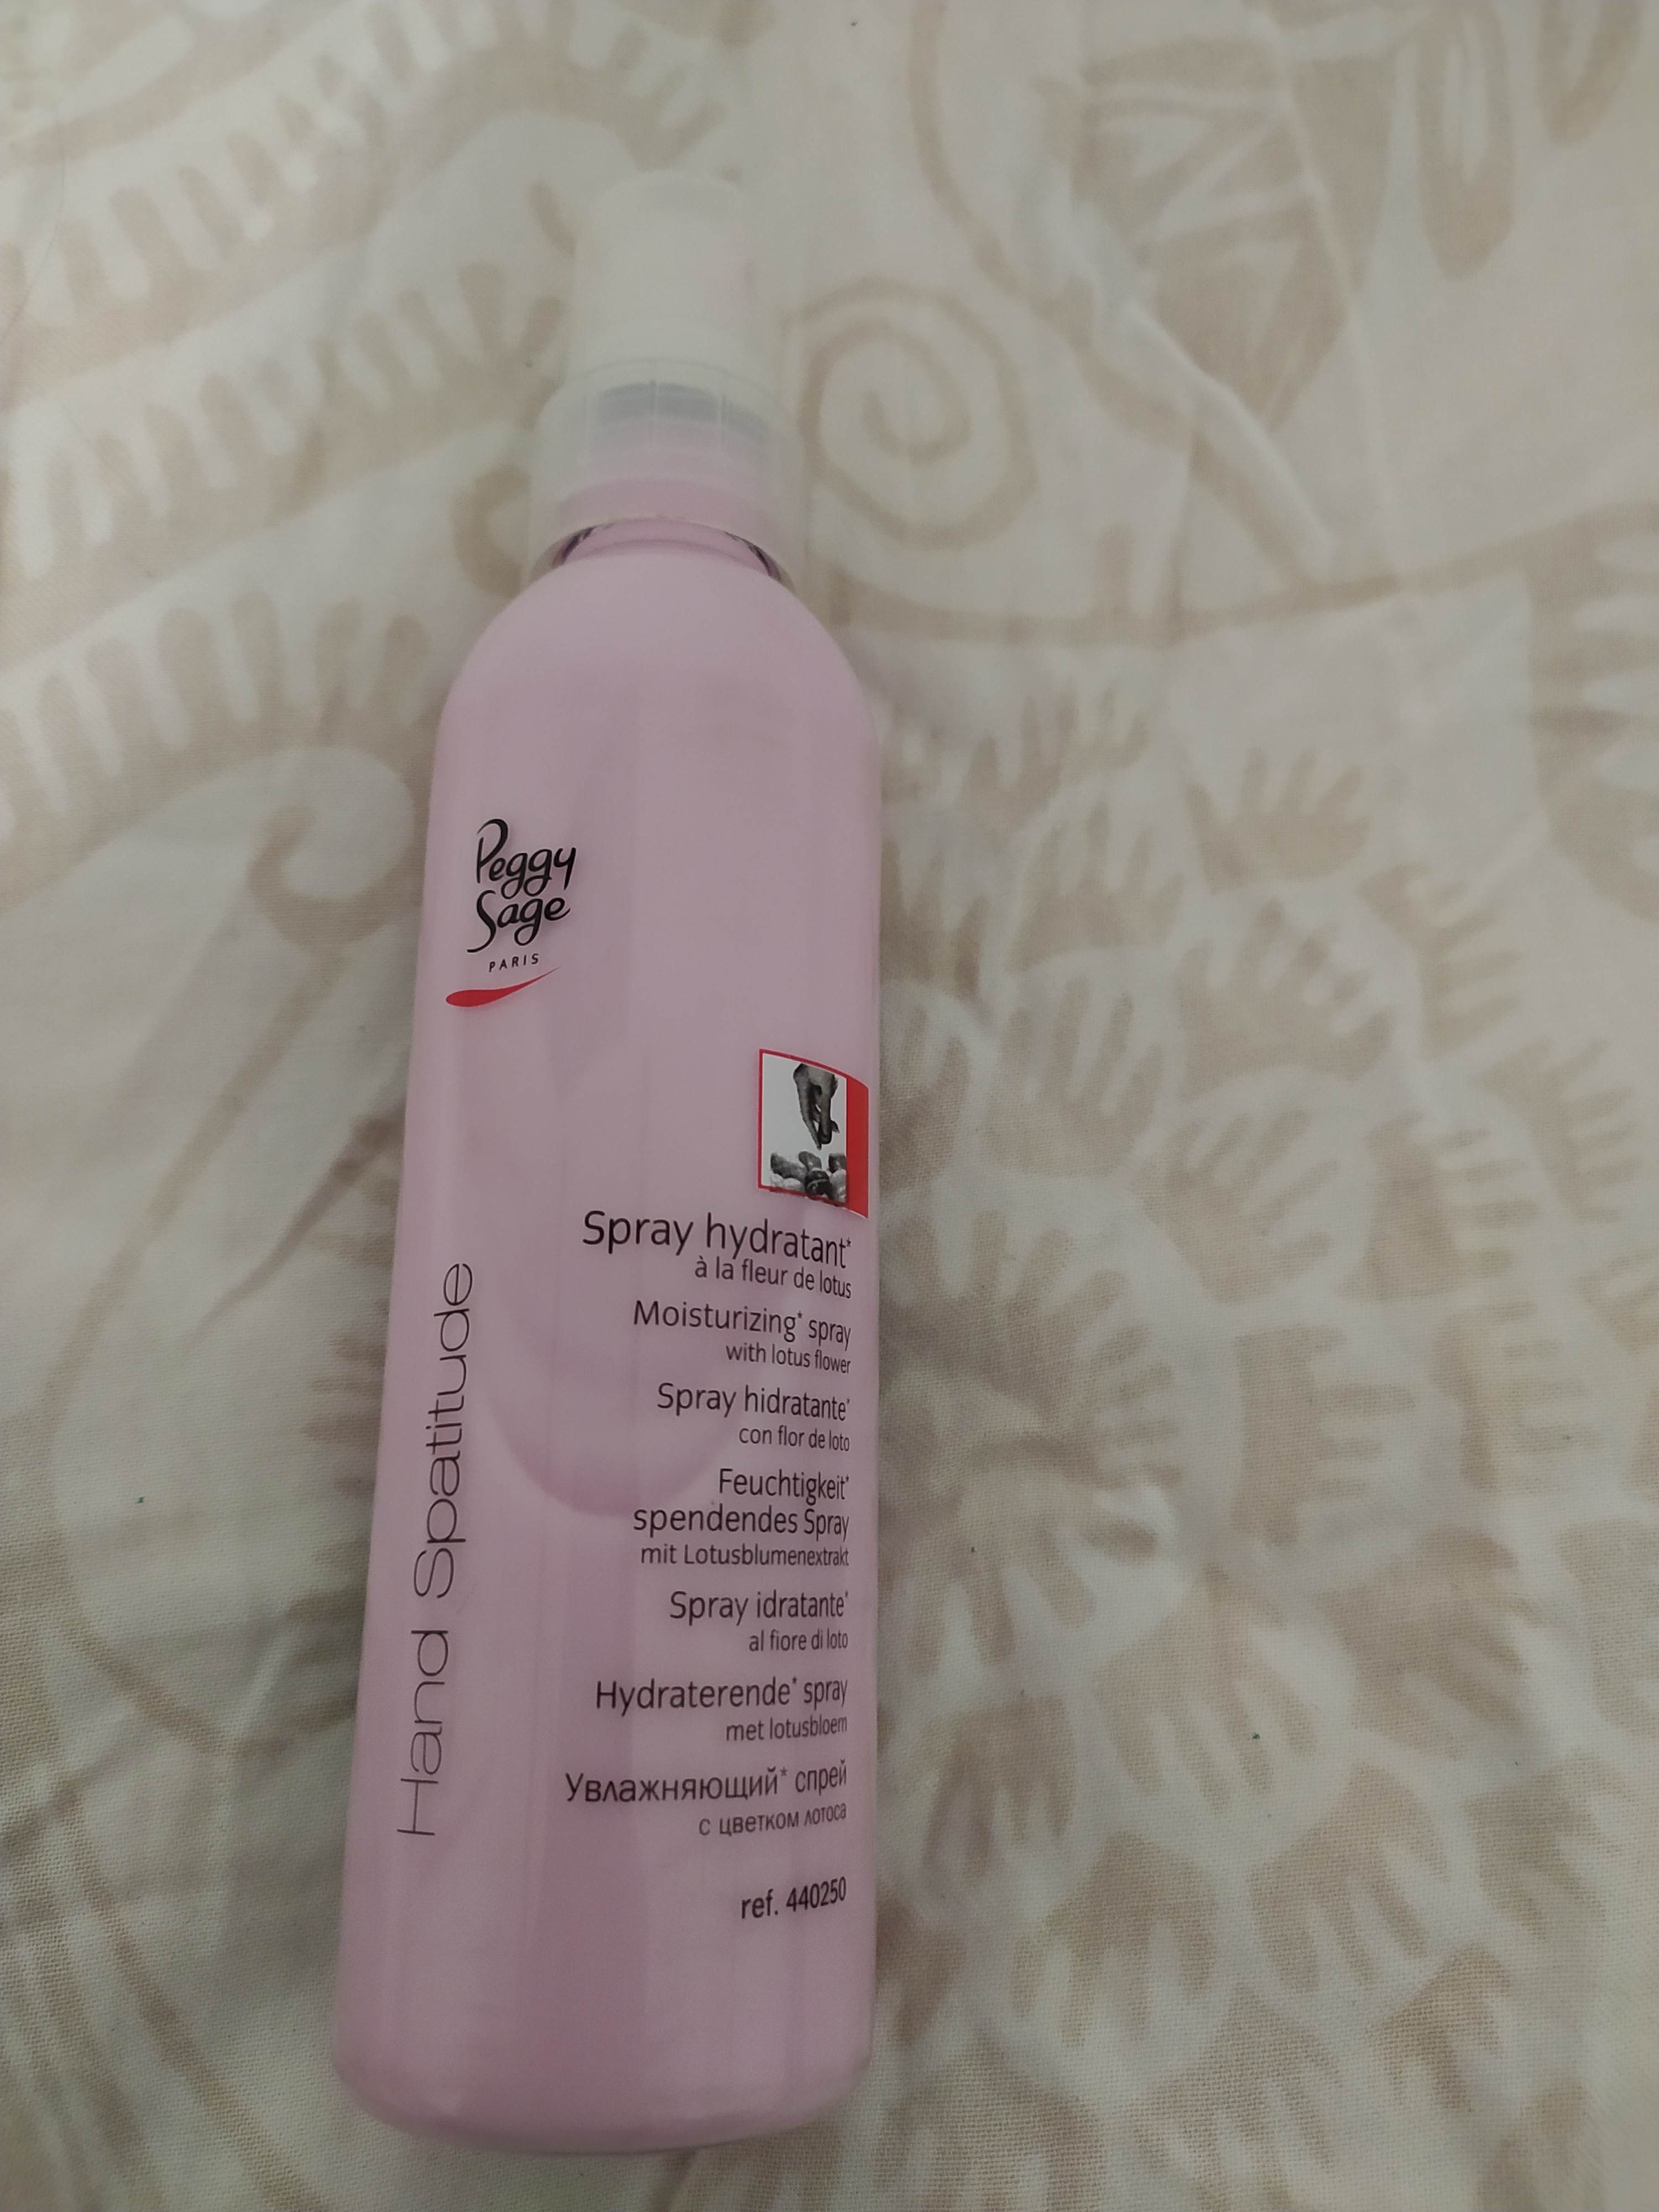 Peggy
Sage
PARIS
Spray hydratant*
à la fleur de lotus
Moisturizing* spray
with lotus flower
Spray hidratante*
con flor de loto
Feuchtigkeit*
spendendes Spray
mit Lotusblumenextrakt
Spray idratante*
al fiore di loto
Hydraterende* spray
met lotusbloem
Увлажняющий* спрей
с цветком лотоса
ref. 440250
Hand Spatitude